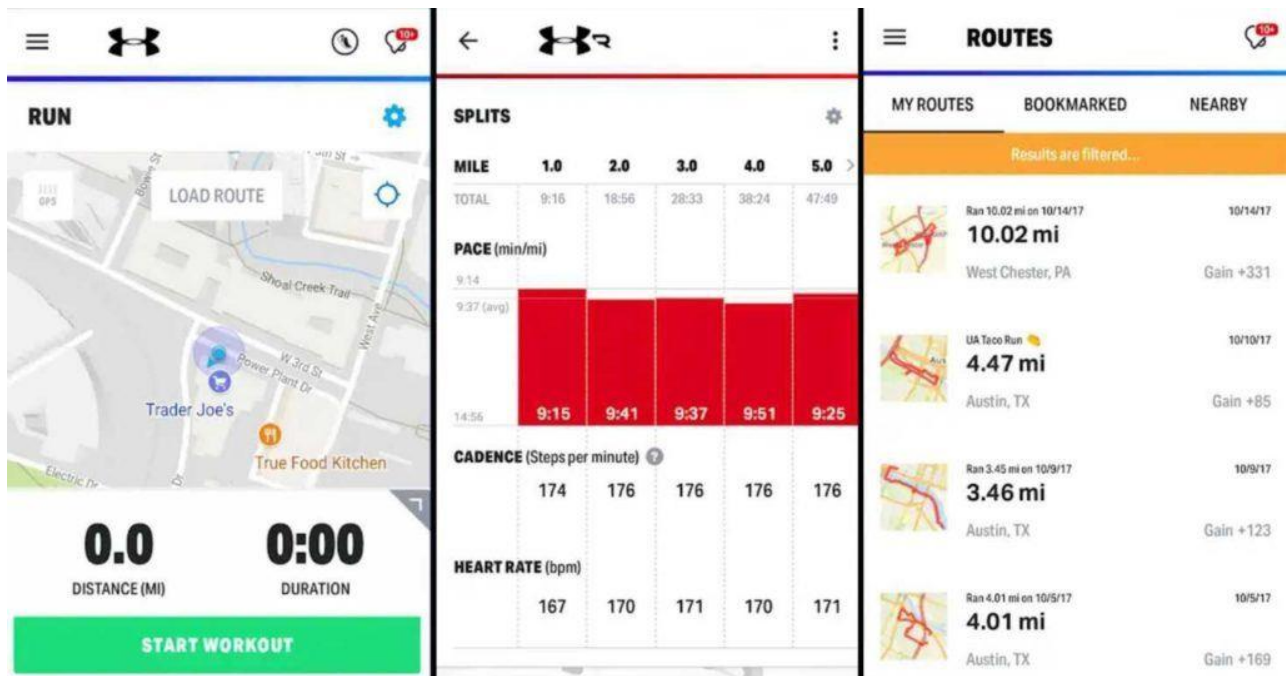 10+
RUN
GPS
LOAD ROUTE
Bowie St
Shoal Creek Trail
West Ave
W. 3rd St
Power Plant Dr
Trader Joe's
True Food Kitchen
Electric Dr
Dr
0.0
0:00
DISTANCE (MI)
DURATION
START WORKOUT
R
SPLITS
MILE 1.0 2.0 3.0 4.0 5.0 >
TOTAL 9:16 18:56 28:33 38:24 47:49
PACE (min/mi)
9:14
9:37 (avg)
14:56 9:15 9:41 9:37 9:51 9:25
CADENCE (Steps per minute) ?
174 176 176 176 176
HEART RATE (bpm)
167 170 171 170 171
ROUTES
10+
MY ROUTES BOOKMARKED NEARBY
Results are filtered...
Ran 10.02 mi on 10/14/17 10/14/17
10.02 mi
West Chester, PA Gain +331
UA Taco Run 10/10/17
4.47 mi
Austin, TX Gain +85
Ran 3.45 mi on 10/9/17 10/9/17
3.46 mi
Austin, TX Gain +123
Ran 4.01 mi on 10/5/17 10/5/17
4.01 mi
Austin, TX Gain +169